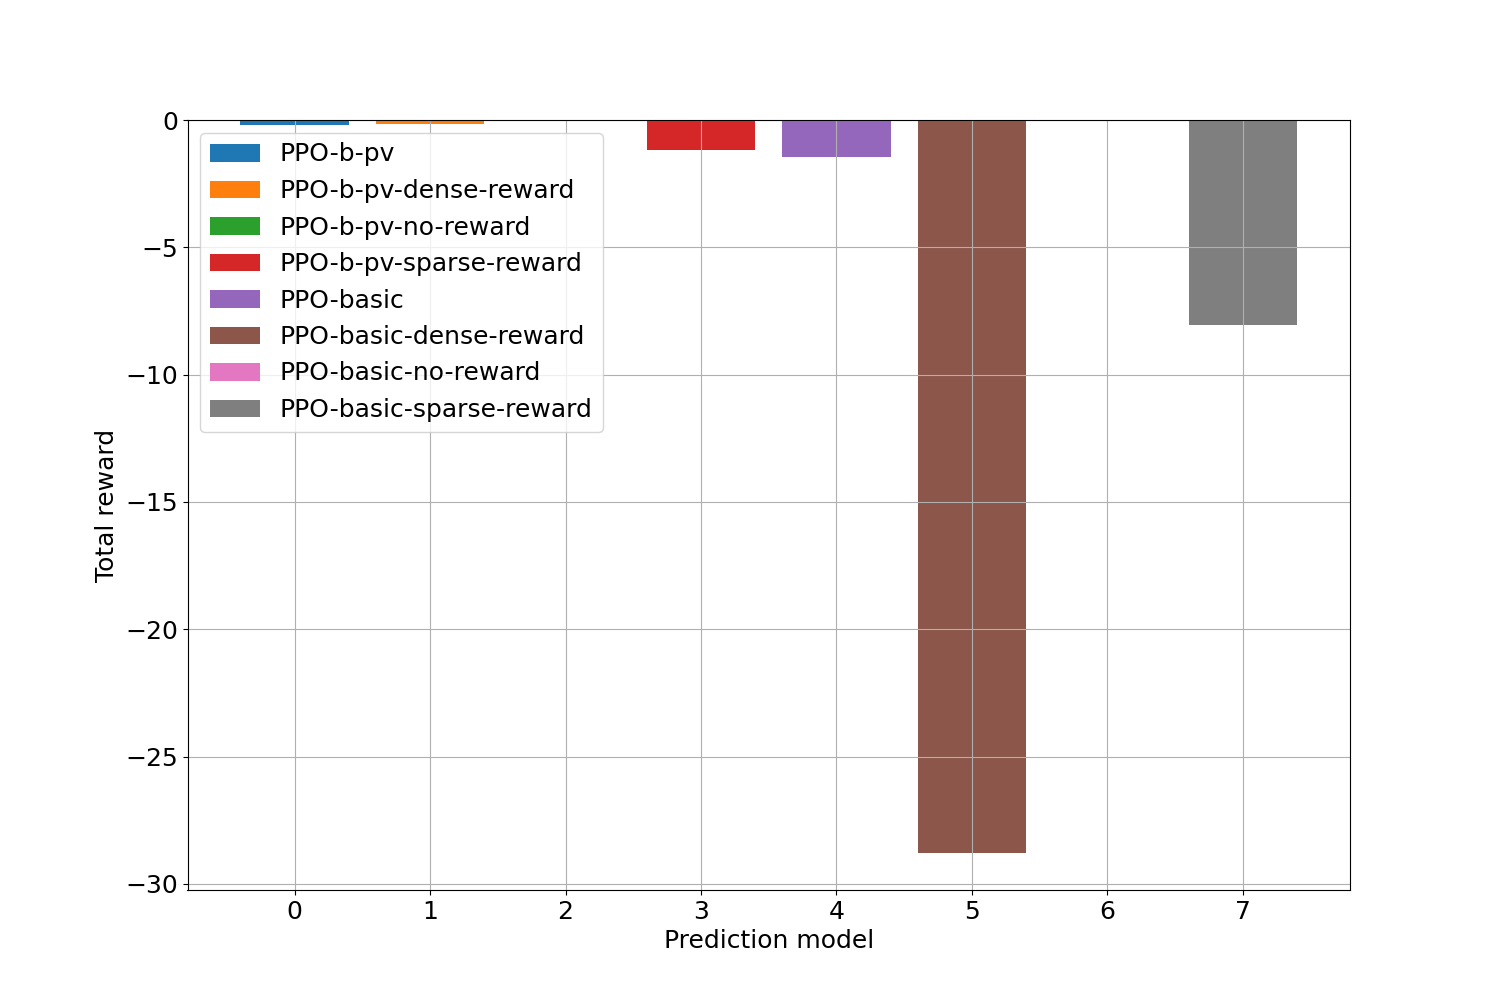 0
−5
−10
−15
−20
−25
−30
Total reward
PPO-b-pv
PPO-b-pv-dense-reward
PPO-b-pv-no-reward
PPO-b-pv-sparse-reward
PPO-basic
PPO-basic-dense-reward
PPO-basic-no-reward
PPO-basic-sparse-reward
0 1 2 3 4 5 6 7
Prediction model